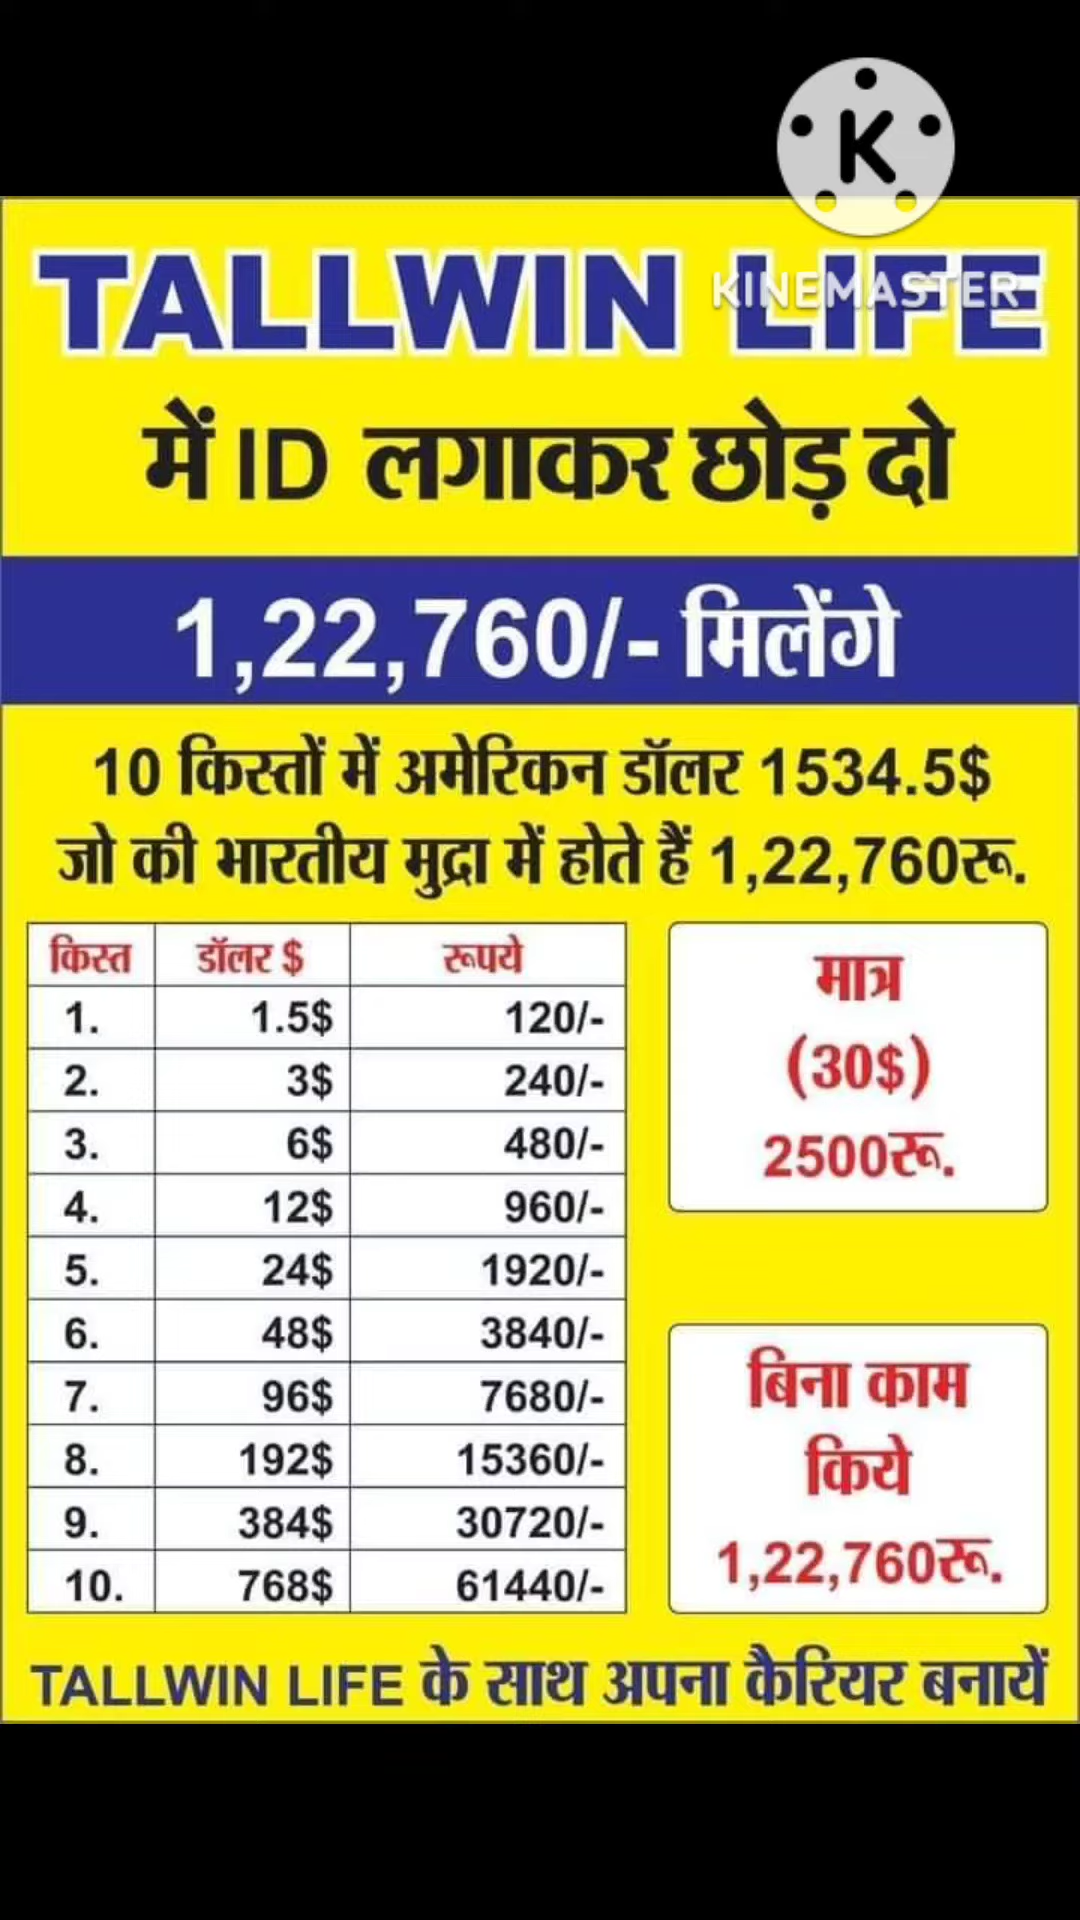 K
KINEMASTER
TALLWIN LIFE
में ID लगाकर छोड़ दो
1,22,760/- मिलेंगे
10 किस्तों में अमेरिकन डॉलर 1534.5$
जो की भारतीय मुद्रा में होते हैं 1,22,760रू.
किस्त डॉलर $ रूपये
1. 1.5$ 120/-
2. 3$ 240/-
3. 6$ 480/-
4. 12$ 960/-
5. 24$ 1920/-
6. 48$ 3840/-
7. 96$ 7680/-
8. 192$ 15360/-
9. 384$ 30720/-
10. 768$ 61440/-
मात्र
(30$)
2500रू.
बिना काम
किये
1,22,760रू.
TALLWIN LIFE के साथ अपना कैरियर बनायें